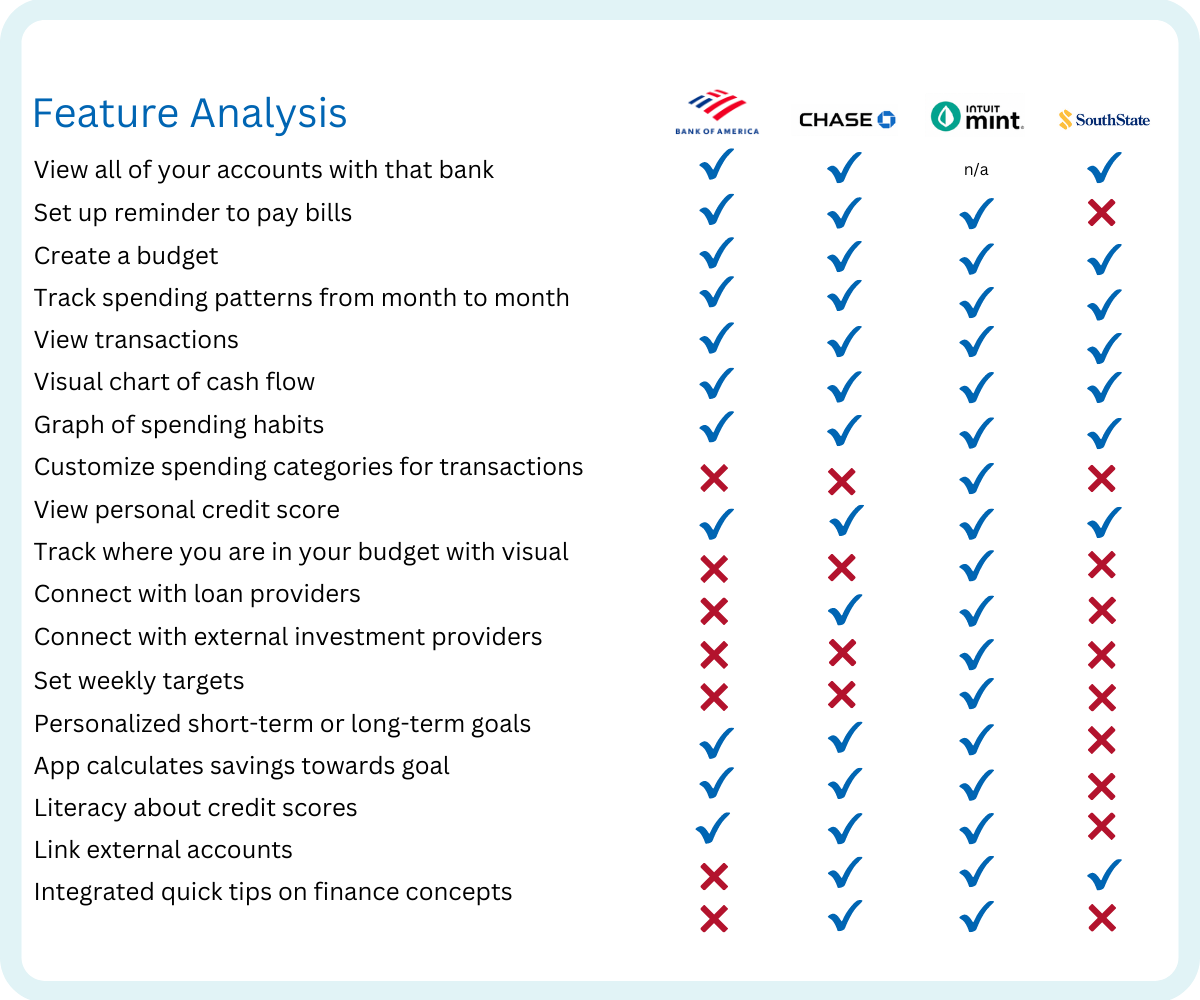 Feature Analysis
BANK OF AMERICA
CHASE
INTUIT
mint.
SouthState
View all of your accounts with that bank
n/a
Set up reminder to pay bills
Create a budget
Track spending patterns from month to month
View transactions
Visual chart of cash flow
Graph of spending habits
Customize spending categories for transactions
View personal credit score
Track where you are in your budget with visual
Connect with loan providers
Connect with external investment providers
Set weekly targets
Personalized short-term or long-term goals
App calculates savings towards goal
Literacy about credit scores
Link external accounts
Integrated quick tips on finance concepts